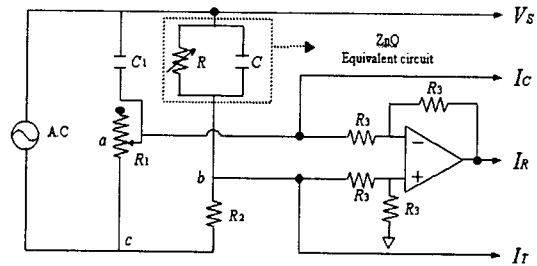 V_S
ZnO
Equivalent circuit
C_1
R
C
I_C
R_3
R_3
A.C
a
R_1
I_R
b
R_3
R_2
R_3
c
I_T